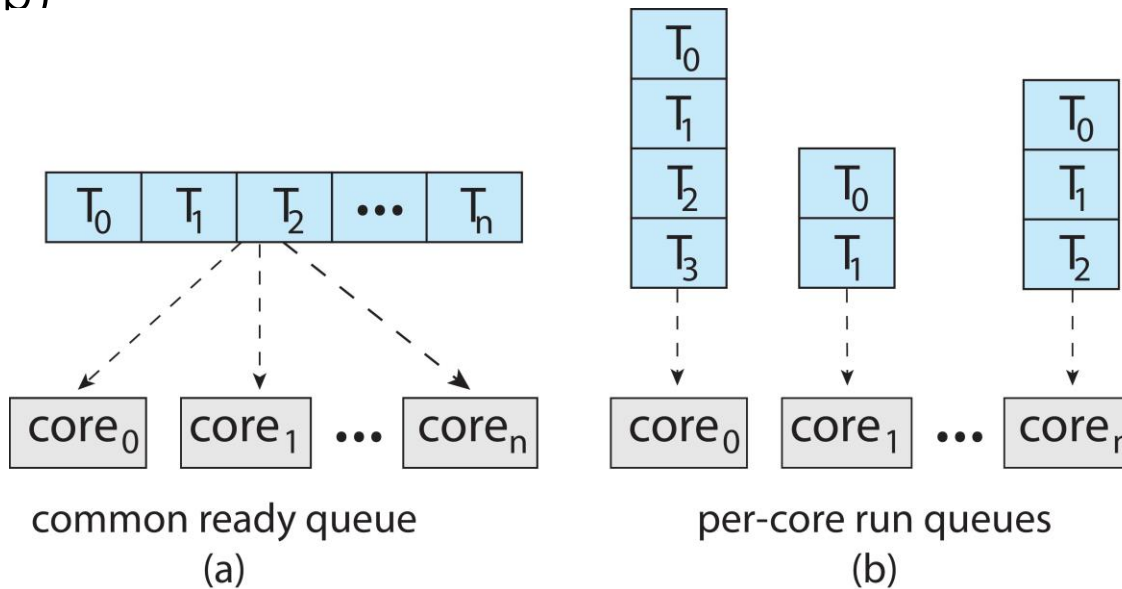 T0 T1 T2 ••• Tn
core0 core1 ••• coren
common ready queue
(a)
T0
T1
T2
T3
T0
T1
T0
T1
T2
core0 core1 ••• core
per-core run queues
(b)